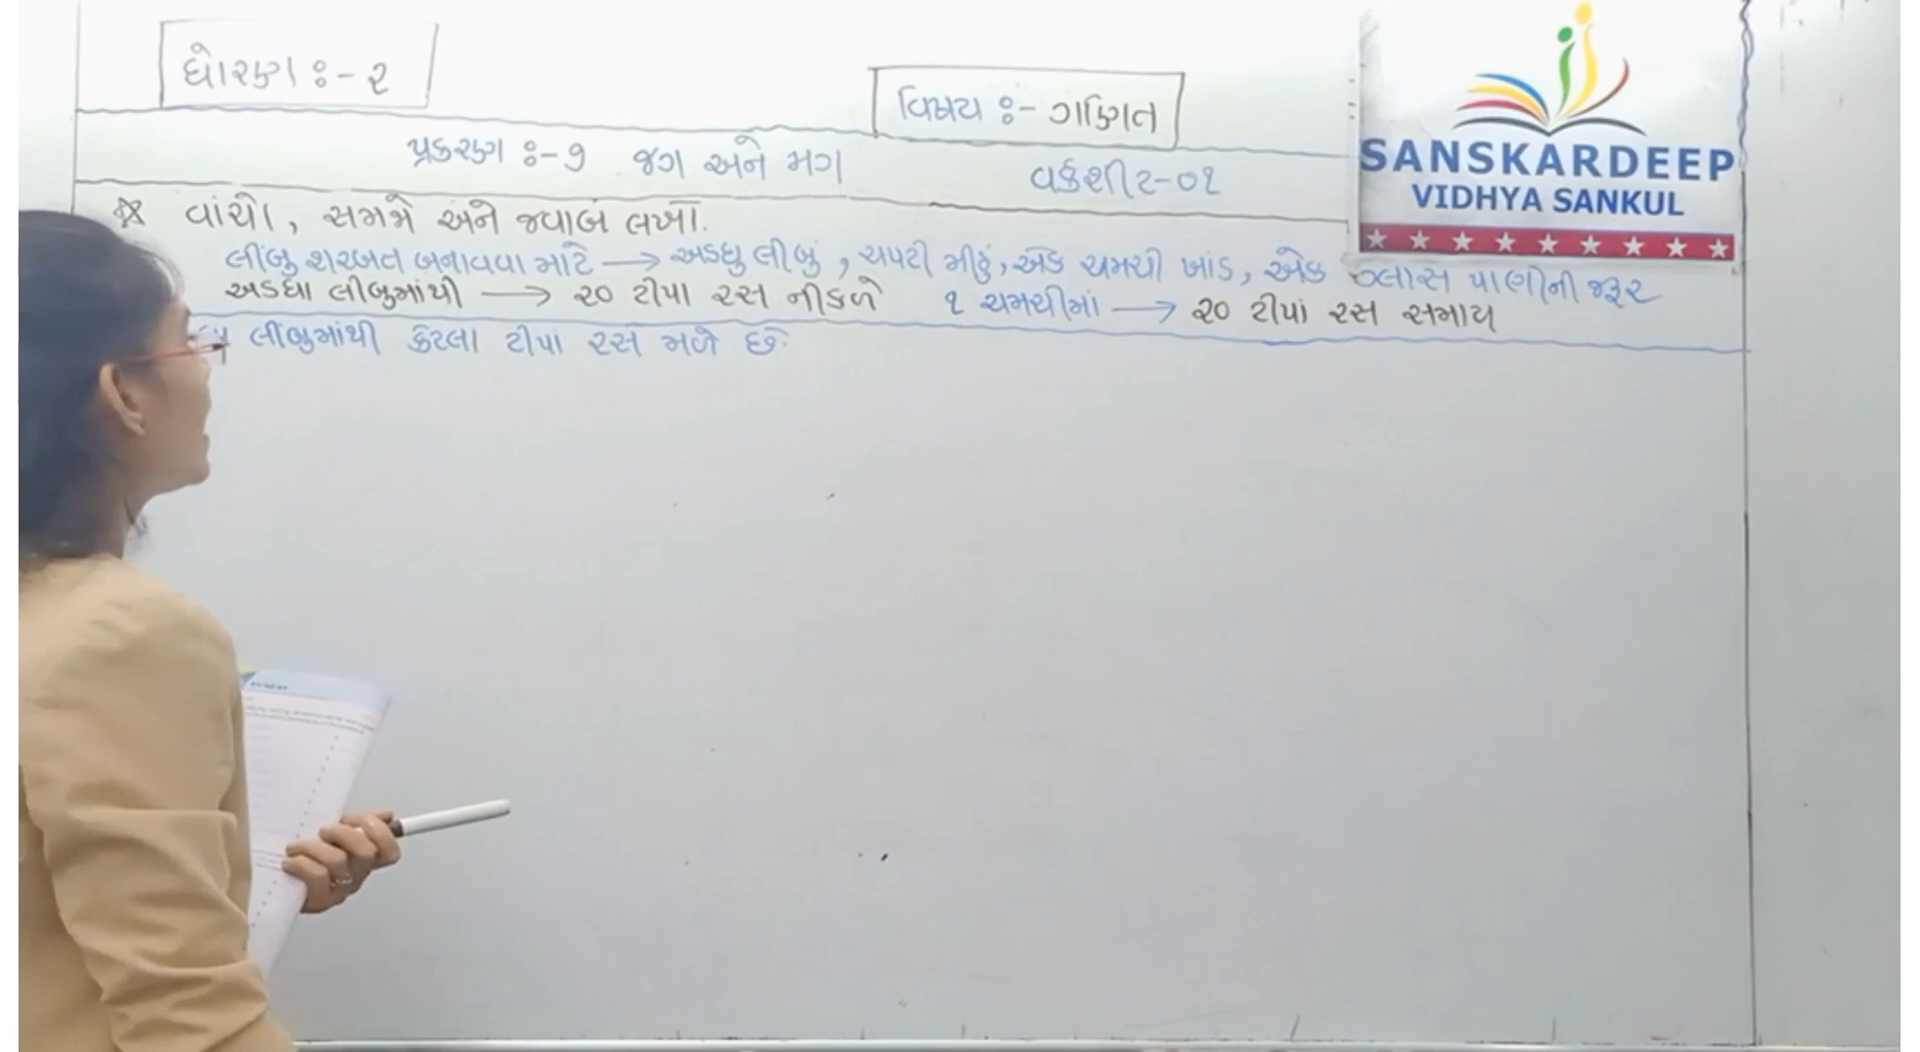 ધોરણ :- ૨
વિષય :- ગણિત
SANSKARDEEP
VIDHYA SANKUL
પ્રકરણ :- ૭ જગ અને મગ
વર્કશીટ-૦૧
વાંચો, સમજો અને જવાબ લખો.
લીંબુ શરબત બનાવવા માટે → અડધુ લીંબું, ચપટી મીઠું, એક ચમચી ખાંડ, એક ગ્લાસ પાણીની જરૂર
અડધા લીંબુમાંથી → ૨૦ ટીપા રસ નીકળે ૧ ચમચીમાં → ૨૦ ટીપાં રસ સમાય
લીંબુમાંથી કેટલા ટીપાં રસ મળે છે